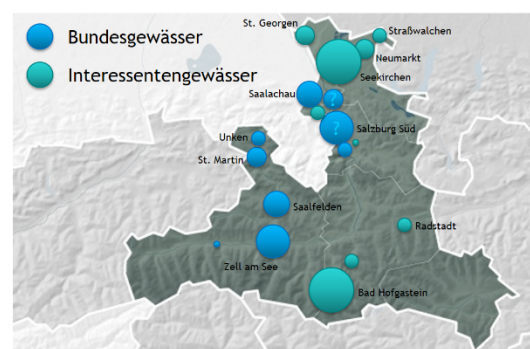 Bundesgewässer
Interessentengewässer
St. Georgen
Straßwalchen
Neumarkt
Seekirchen
Saalachau
?
?
Salzburg Süd
Unken
St. Martin
Saalfelden
Radstadt
Zell am See
Bad Hofgastein